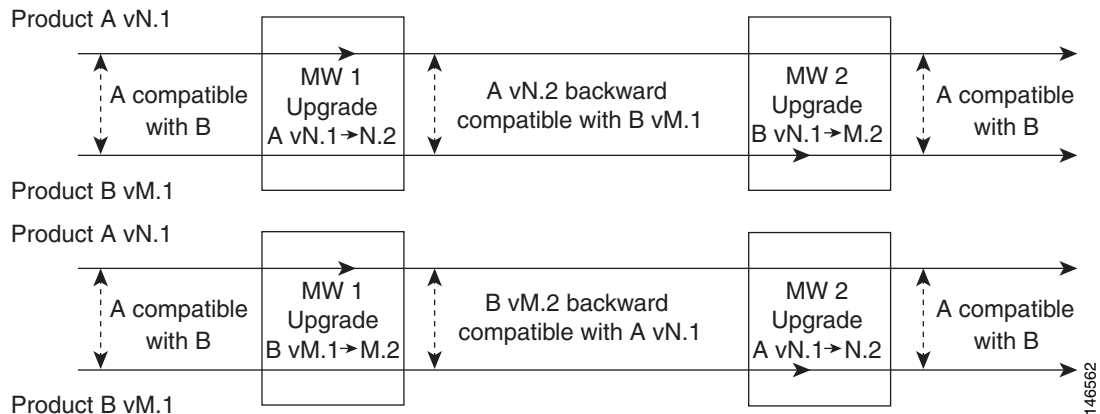 Product A vN.1
A compatible
with B
MW 1
Upgrade
A vN.1→N.2
A vN.2 backward
compatible with B vM.1
MW 2
Upgrade
B vN.1→M.2
A compatible
with B
Product B vM.1
Product A vN.1
A compatible
with B
MW 1
Upgrade
B vM.1→M.2
B vM.2 backward
compatible with A vN.1
MW 2
Upgrade
A vN.1→N.2
A compatible
with B
Product B vM.1
146562